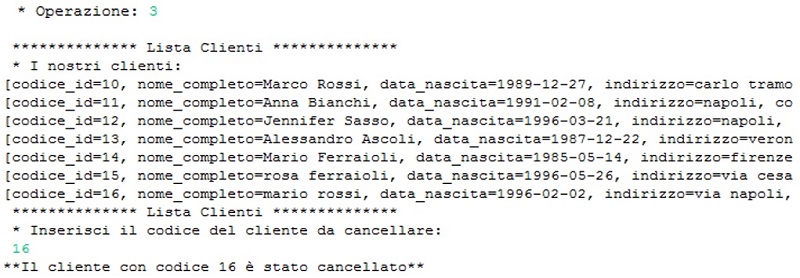 * Operazione: 3
************** Lista Clienti **************
* I nostri clienti:
[codice_id=10, nome_completo=Marco Rossi, data_nascita=1989-12-27, indirizzo=carlo tramo
[codice_id=11, nome_completo=Anna Bianchi, data_nascita=1991-02-08, indirizzo=napoli, co
[codice_id=12, nome_completo=Jennifer Sasso, data_nascita=1996-03-21, indirizzo=napoli,
[codice_id=13, nome_completo=Alessandro Ascoli, data_nascita=1987-12-22, indirizzo=veron
[codice_id=14, nome_completo=Mario Ferraioli, data_nascita=1985-05-14, indirizzo=firenze
[codice_id=15, nome_completo=rosa ferraioli, data_nascita=1996-05-26, indirizzo=via cesa
[codice_id=16, nome_completo=mario rossi, data_nascita=1996-02-02, indirizzo=via napoli,
************** Lista Clienti **************
* Inserisci il codice del cliente da cancellare:
16
**Il cliente con codice 16 è stato cancellato**